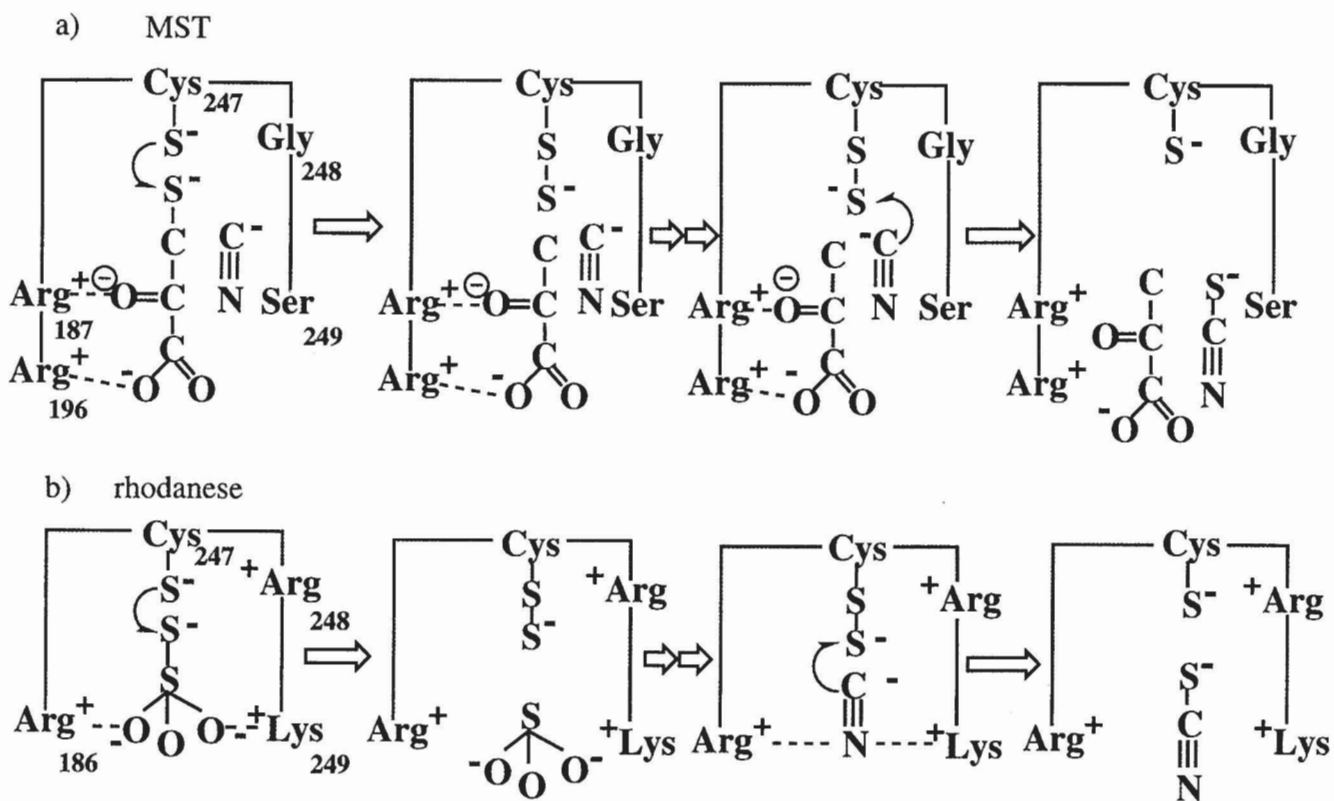 a) MST
Cys 247 Cys Cys Cys
S- Gly S Gly S Gly S- Gly
248
S- S- -S
C C- C C- C -C C S-
Arg+ ⊖ O=C N Ser Arg+ ⊖ O=C N Ser Arg+ ⊖ O=C N Ser Arg+ O=C C Ser
187 249
Arg+ C Arg+ C Arg+ C Arg+ C N
-O O -O O -O O -O O
196
b) rhodanese
Cys 247 Cys Cys Cys
S- +Arg S +Arg S +Arg S- +Arg
248
S- S- S-
S S C- S-
Arg+ -O O O- +Lys Arg+ -O O O- +Lys Arg+ N +Lys Arg+ C +Lys
186 249 N